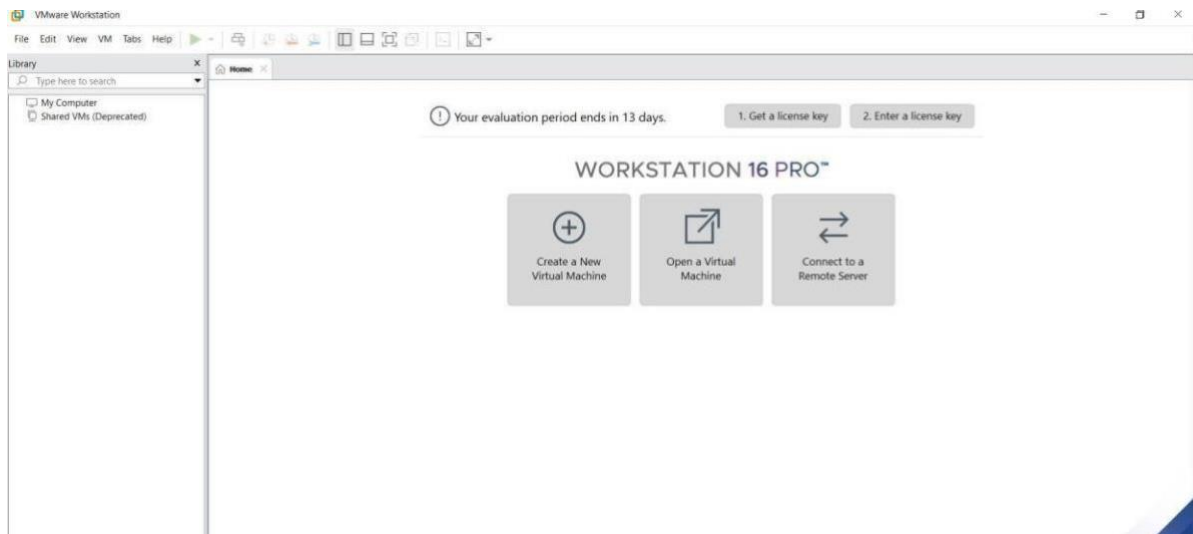 VMware Workstation
File Edit View VM Tabs Help
Library
Type here to search
My Computer
Shared VMs (Deprecated)
Home
Your evaluation period ends in 13 days.
1. Get a license key
2. Enter a license key
WORKSTATION 16 PRO™
Create a New
Virtual Machine
Open a Virtual
Machine
Connect to a
Remote Server